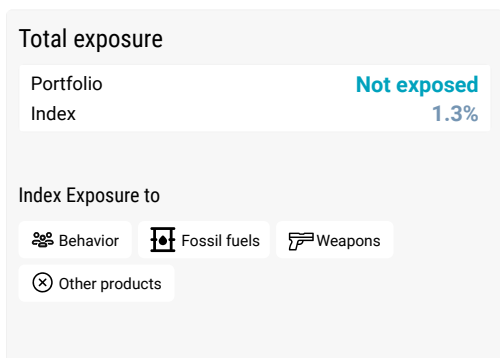 Total exposure
Portfolio Not exposed
Index 1.3%
Index Exposure to
Behavior Fossil fuels Weapons
Other products